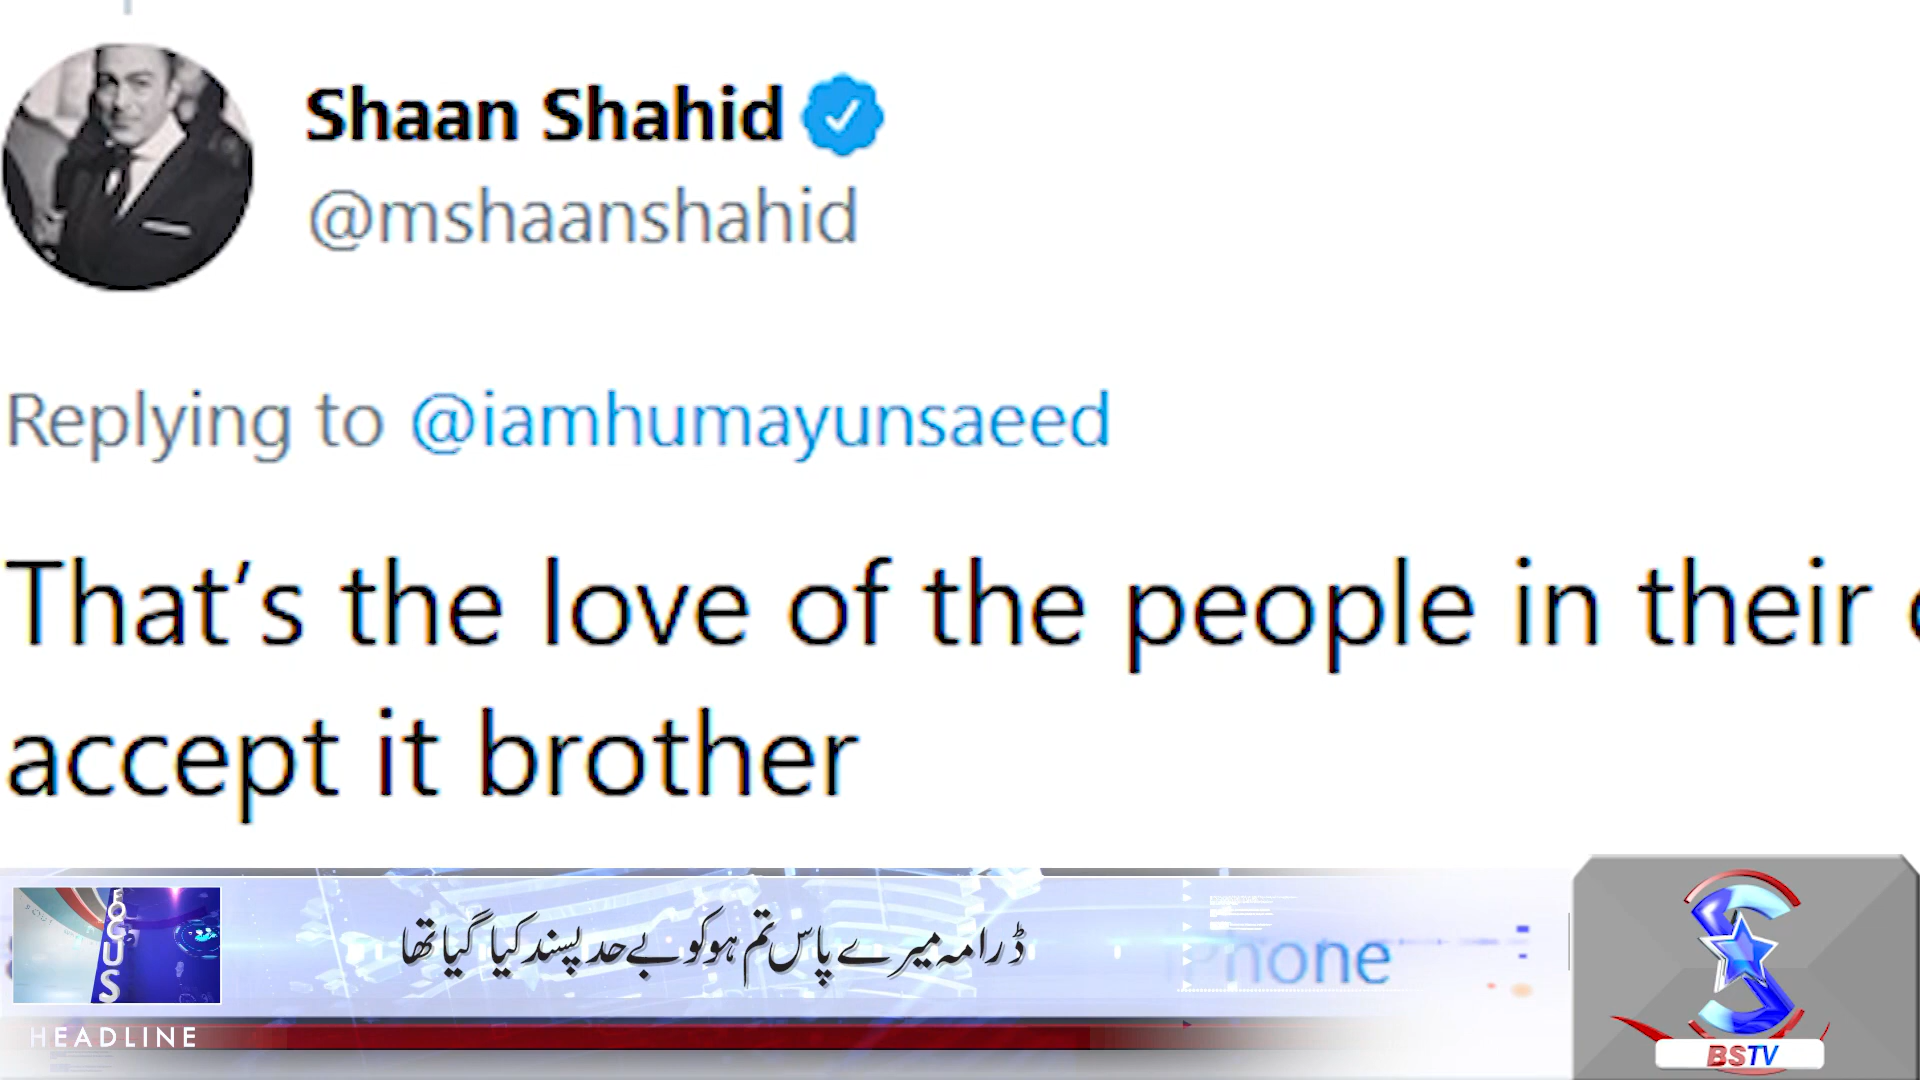 Shaan Shahid
@mshaanshahid
Replying to @iamhumayunsaeed
That's the love of the people in their
accept it brother
FOCUS
ڈرامہ میرے پاس تم ہو کو بے حد پسند کیا گیا تھا
HEADLINE
BSTV